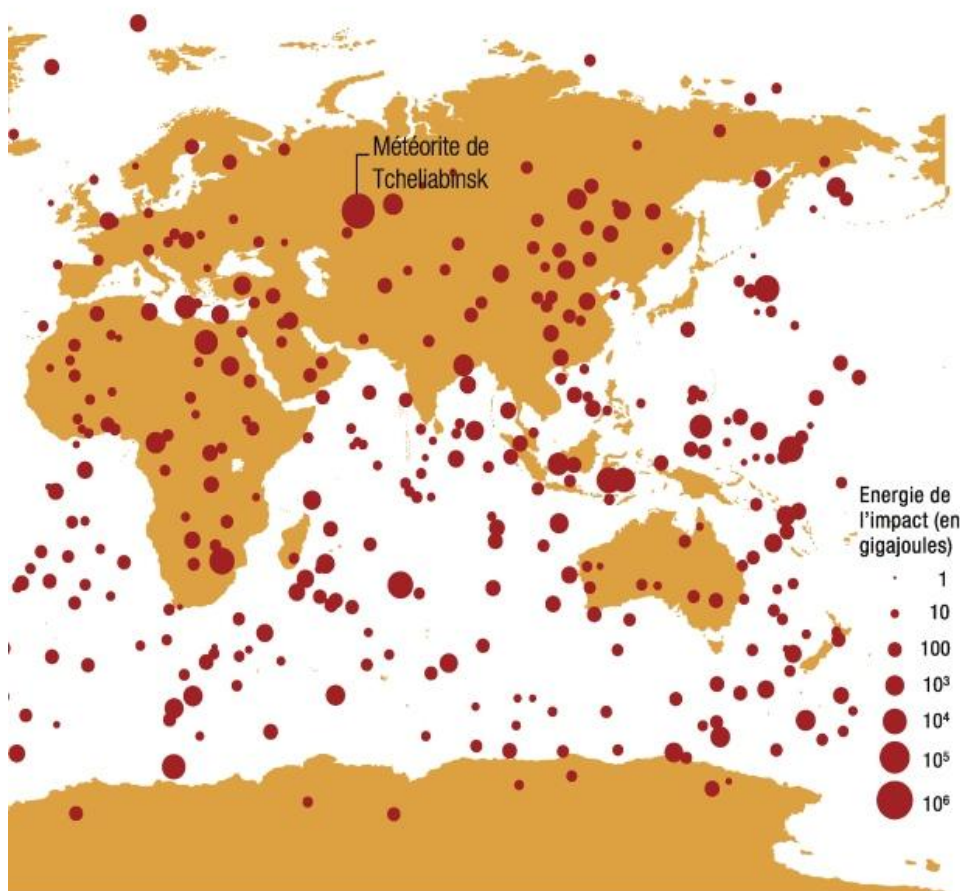 Météorite de
Tcheliabinsk
Energie de
l'impact (en
gigajoules)
1
10
100
10³
10⁴
10⁵
10⁶